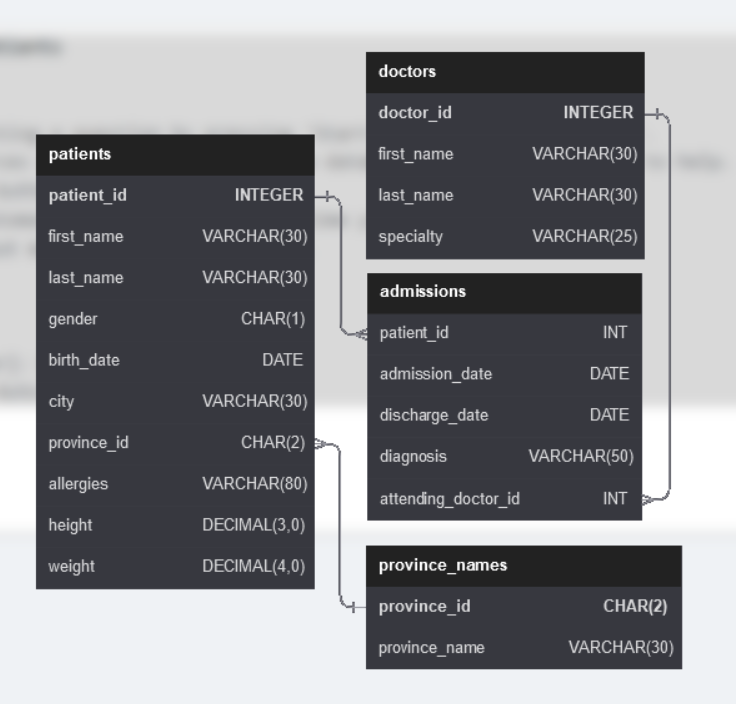 patients
patient_id INTEGER
first_name VARCHAR(30)
last_name VARCHAR(30)
gender CHAR(1)
birth_date DATE
city VARCHAR(30)
province_id CHAR(2)
allergies VARCHAR(80)
height DECIMAL(3,0)
weight DECIMAL(4,0)
doctors
doctor_id INTEGER
first_name VARCHAR(30)
last_name VARCHAR(30)
specialty VARCHAR(25)
admissions
patient_id INT
admission_date DATE
discharge_date DATE
diagnosis VARCHAR(50)
attending_doctor_id INT
province_names
province_id CHAR(2)
province_name VARCHAR(30)